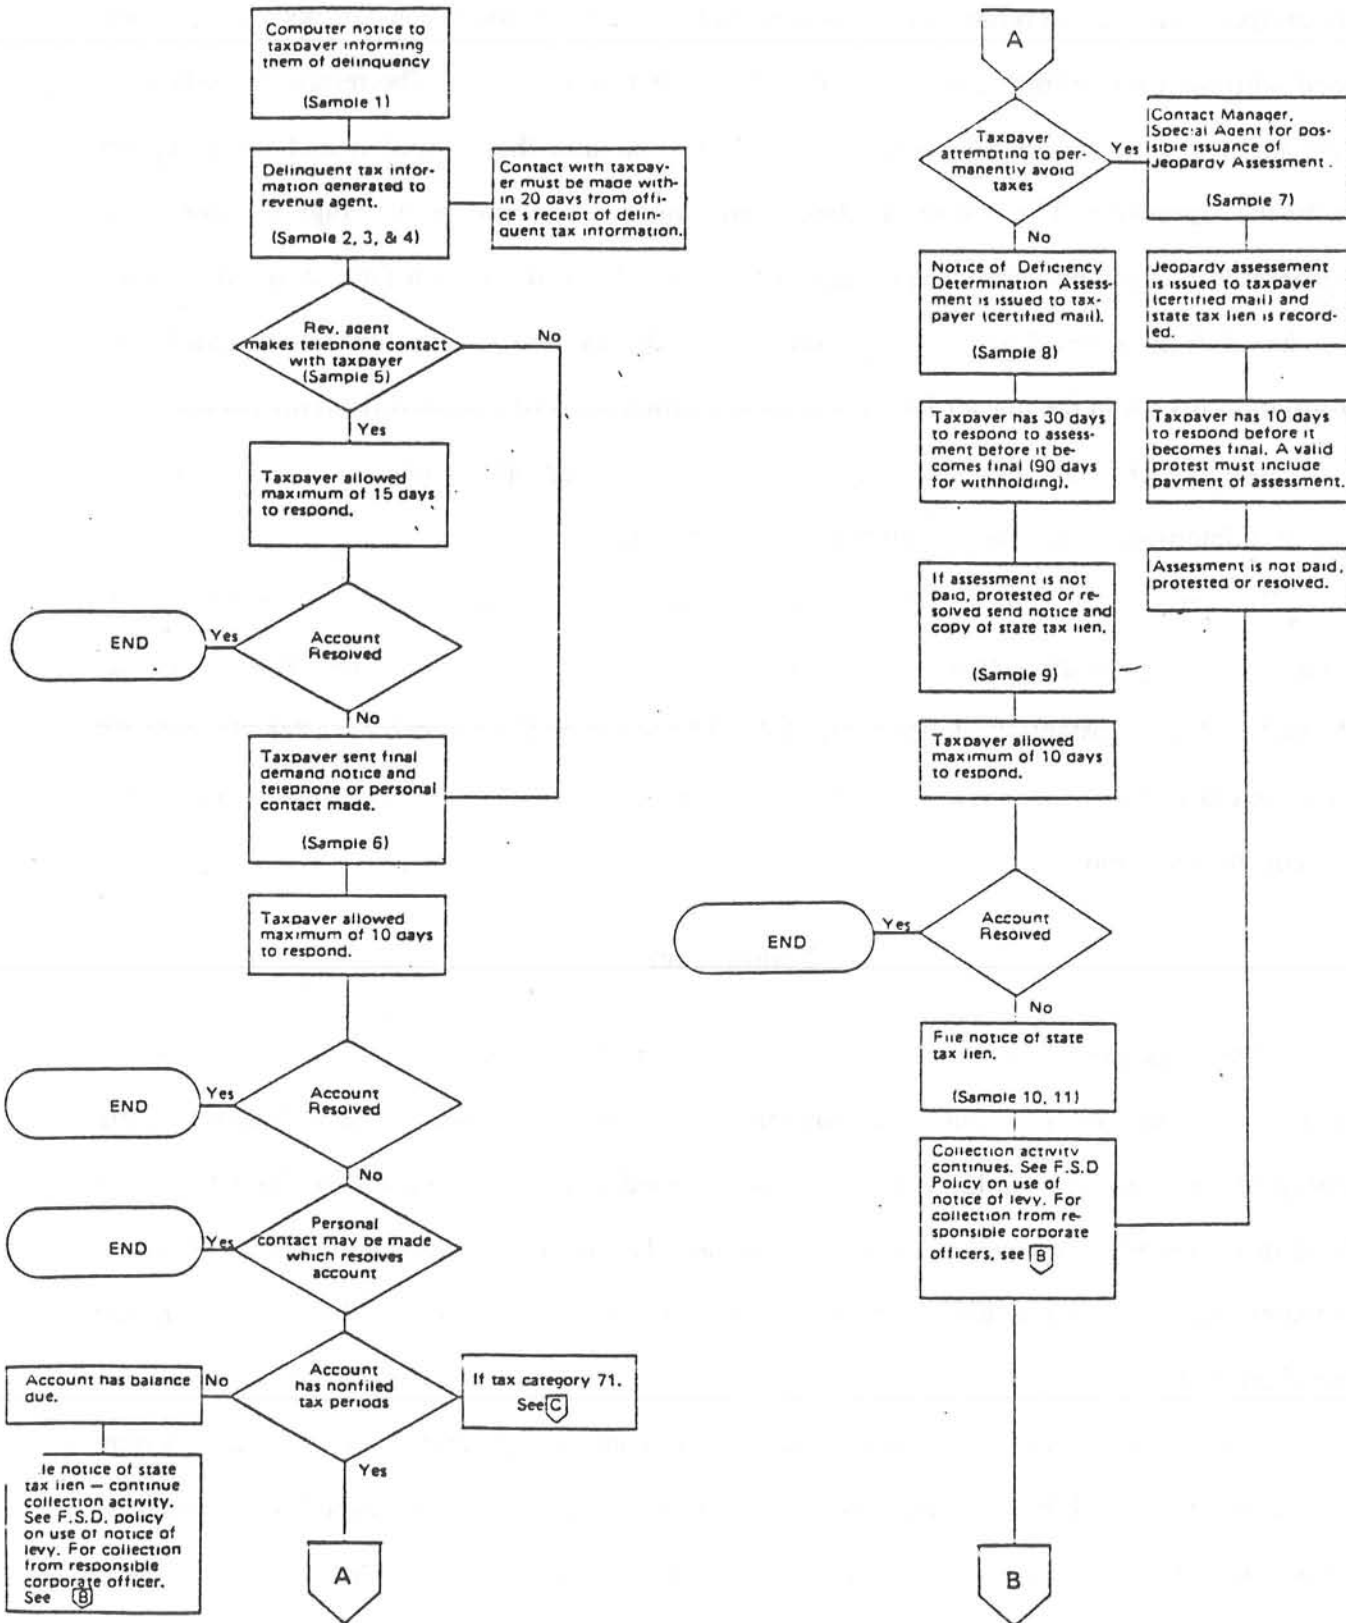 Computer notice to
taxpayer informing
them of delinquency
(Sample 1)
Delinquent tax infor-
mation generated to
revenue agent.
(Sample 2, 3, & 4)
Contact with taxpay-
er must be made with-
in 20 days from offic-
e s receipt of delin-
quent tax information.
Rev. agent
makes telephone contact
with taxpayer
(Sample 5)
No
Yes
Taxpayer allowed
maximum of 15 days
to respond.
END
Yes
Account
Resolved
No
Taxpayer sent final
demand notice and
telephone or personal
contact made.
(Sample 6)
Taxpayer allowed
maximum of 10 days
to respond.
END
Yes
Account
Resolved
No
END
Yes
Personal
contact may be made
which resolves
account
Account has balance
due.
No
Account
has nonfiled
tax periods
If tax category 71.
See C
Yes
le notice of state
tax lien — continue
collection activity.
See F.S.D. policy
on use of notice of
levy. For collection
from responsible
corporate officer.
See B
A
A
Taxpayer
attempting to per-
manently avoid
taxes
Yes
Contact Manager,
Special Agent for pos-
sible issuance of
Jeopardy Assessment.
(Sample 7)
No
Notice of Deficiency
Determination Assess-
ment is issued to tax-
payer (certified mail).
(Sample 8)
Jeopardy assessement
is issued to taxpayer
(certified mail) and
state tax lien is record-
ed.
Taxpayer has 30 days
to respond to assess-
ment before it be-
comes final (90 days
for withholding).
Taxpayer has 10 days
to respond before it
becomes final. A valid
protest must include
payment of assessment.
If assessment is not
paid, protested or re-
solved send notice and
copy of state tax lien.
(Sample 9)
Assessment is not paid,
protested or resolved.
Taxpayer allowed
maximum of 10 days
to respond.
END
Yes
Account
Resolved
No
File notice of state
tax lien.
(Sample 10, 11)
Collection activity
continues. See F.S.D
Policy on use of
notice of levy. For
collection from re-
sponsible corporate
officers, see B
B